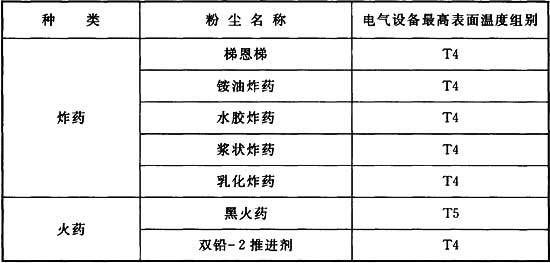 种 类 粉 尘 名 称 电气设备最高表面温度组别
炸药 梯恩梯 T4
铵油炸药 T4
水胶炸药 T4
浆状炸药 T4
乳化炸药 T4
火药 黑火药 T5
双铅-2推进剂 T4